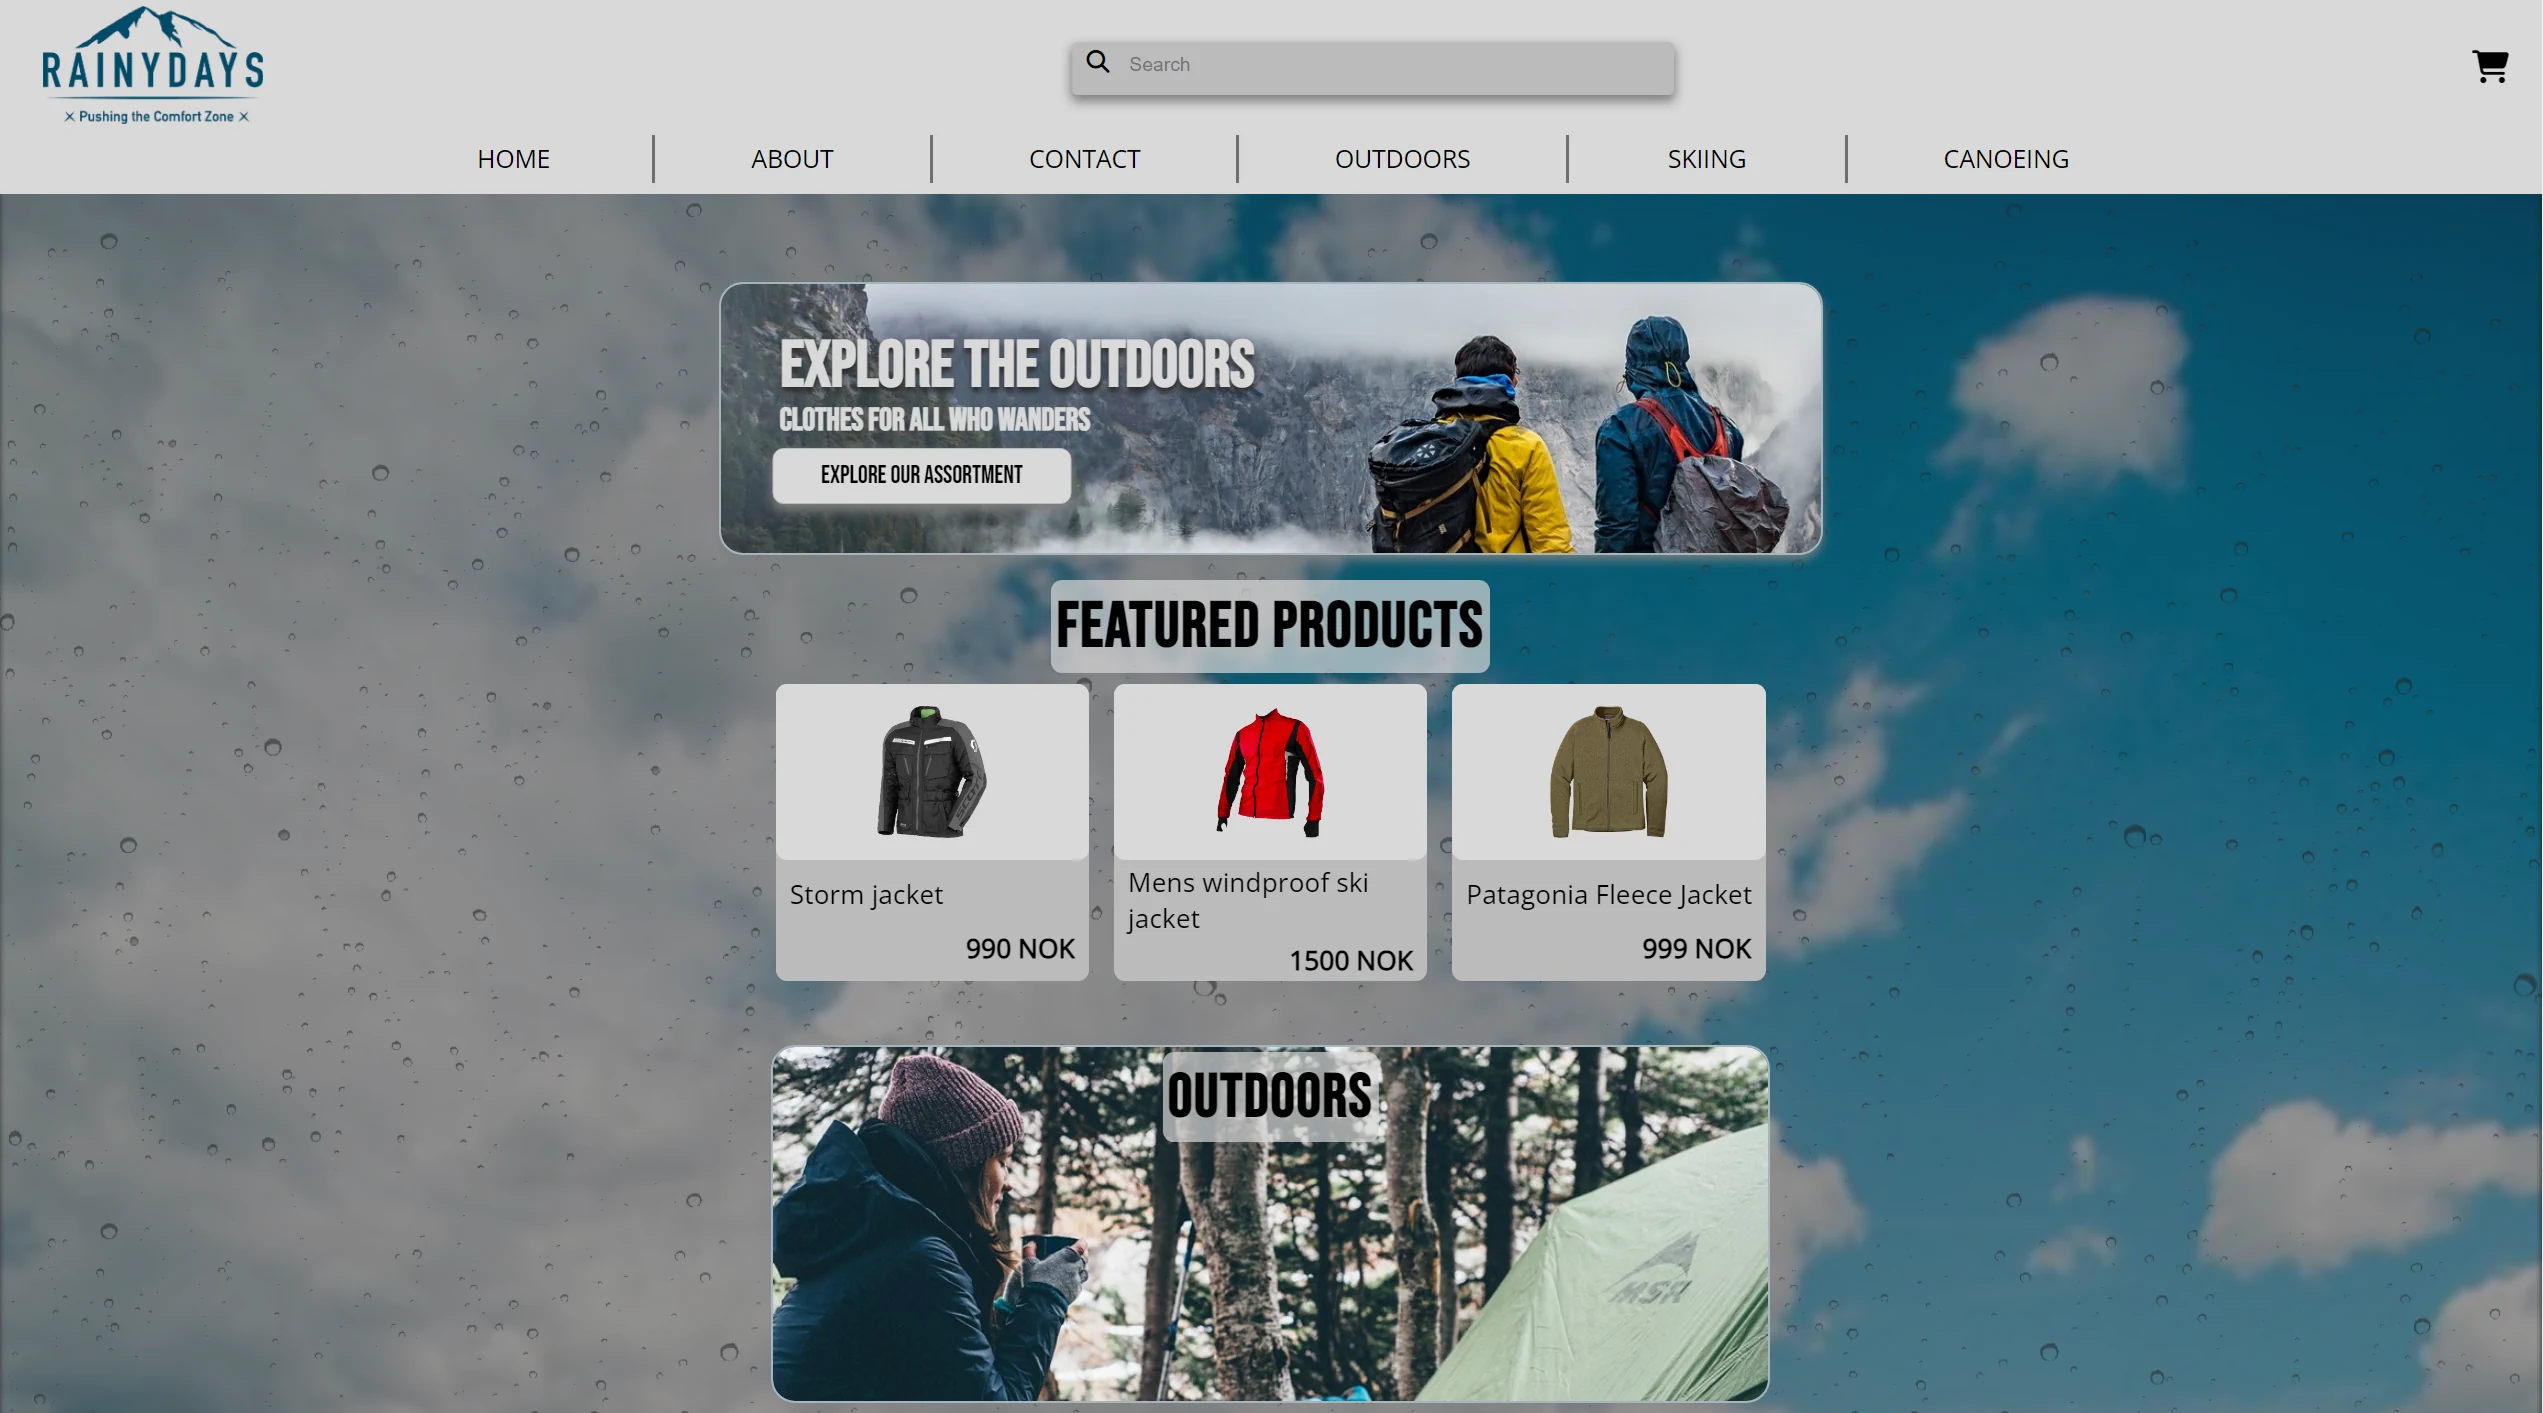 RAINYDAYS
Pushing the Comfort Zone
Search
HOME
ABOUT
CONTACT
OUTDOORS
SKIING
CANOEING
EXPLORE THE OUTDOORS
CLOTHES FOR ALL WHO WANDERS
EXPLORE OUR ASSORTMENT
FEATURED PRODUCTS
Storm jacket
990 NOK
Mens windproof ski
jacket
1500 NOK
Patagonia Fleece Jacket
999 NOK
OUTDOORS
MSR